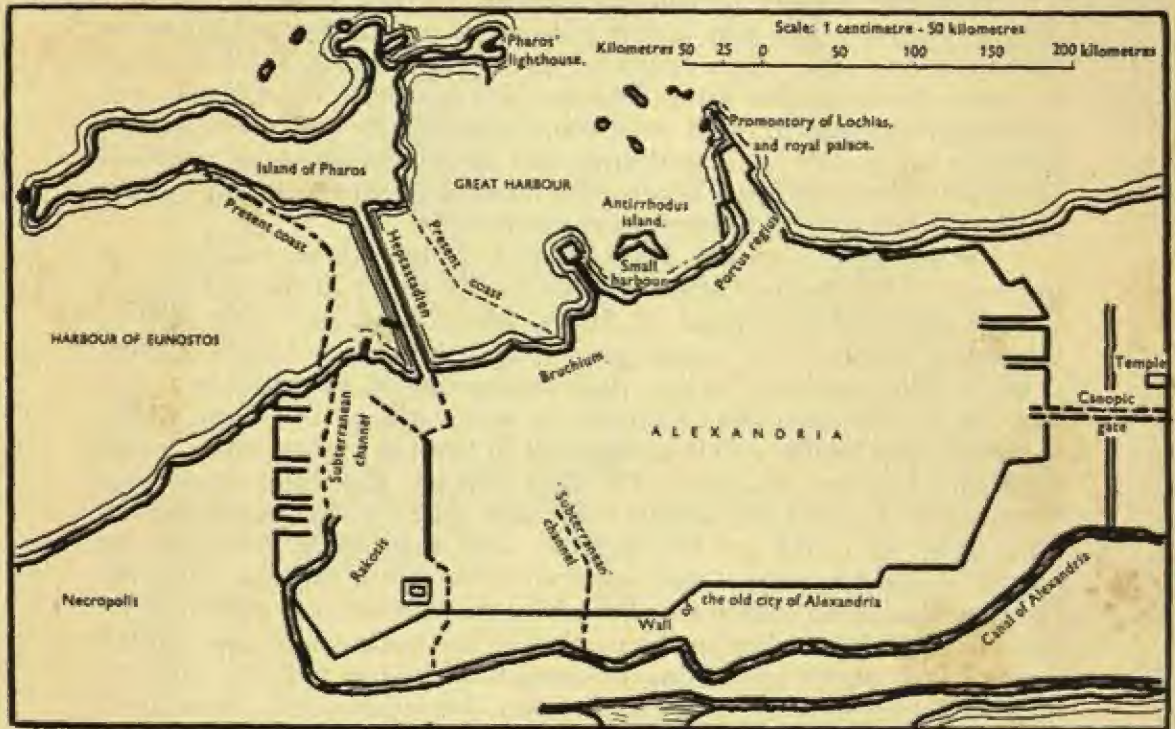 Scale: 1 centimetre - 50 kilometres
Kilometres 50 25 0 50 100 150 200 kilometres
Pharos'
lighthouse.
Promontory of Lochias,
and royal palace.
Island of Pharos
GREAT HARBOUR
Antirrhodus
island.
Small
harbour
Portus regius
Present coast
Heptastadion
Present
coast
HARBOUR OF EUNOSTOS
Bruchium
Temple
Canopic
gate
ALEXANDRIA
Subterranean
channel
Subterranean
channel
Rakosis
Necropolis
Wall of the old city of Alexandria
Canal of Alexandria